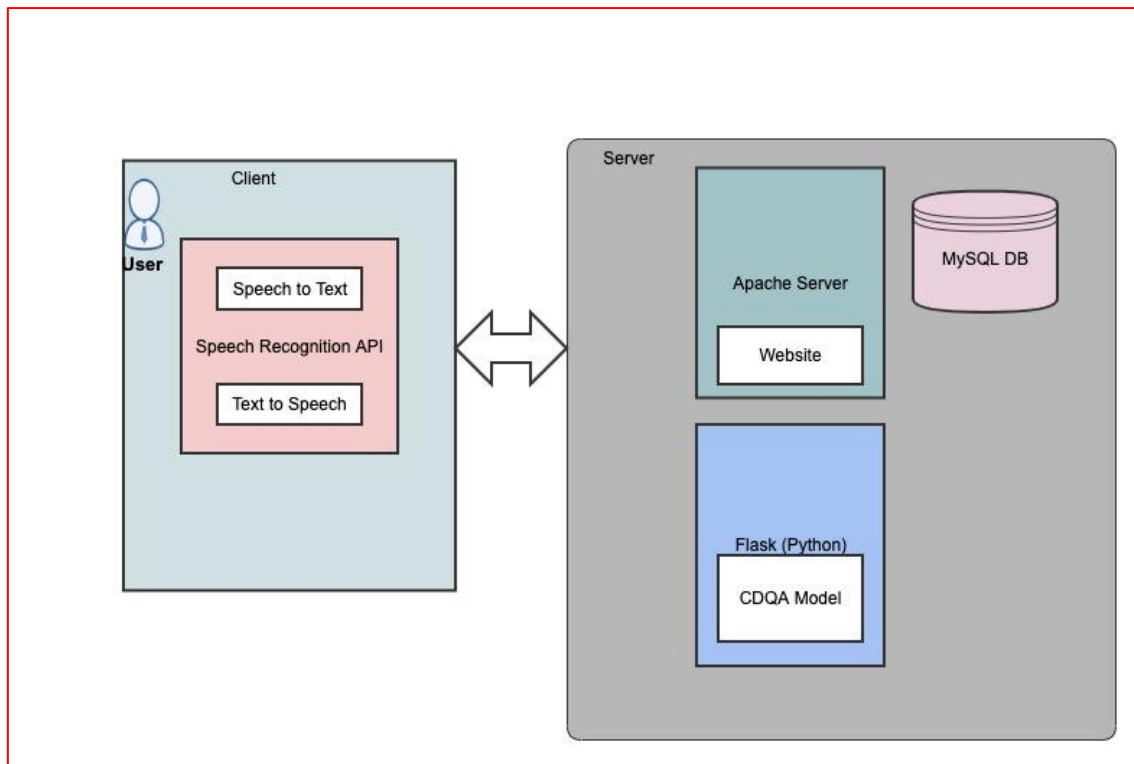 Client
User
Speech to Text
Speech Recognition API
Text to Speech
Server
Apache Server
Website
MySQL DB
Flask (Python)
CDQA Model